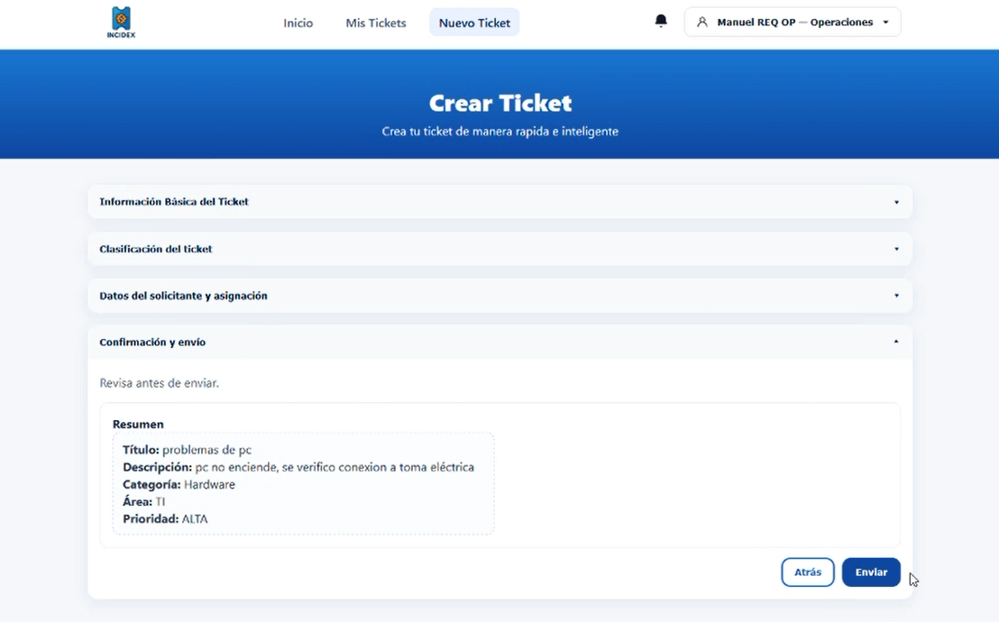 INCIDEX
Inicio
Mis Tickets
Nuevo Ticket
Manuel REQ OP — Operaciones
Crear Ticket
Crea tu ticket de manera rapida e inteligente
Información Básica del Ticket
Clasificación del ticket
Datos del solicitante y asignación
Confirmación y envío
Revisa antes de enviar.
Resumen
Título: problemas de pc
Descripción: pc no enciende, se verifico conexion a toma eléctrica
Categoría: Hardware
Área: TI
Prioridad: ALTA
Atrás
Enviar